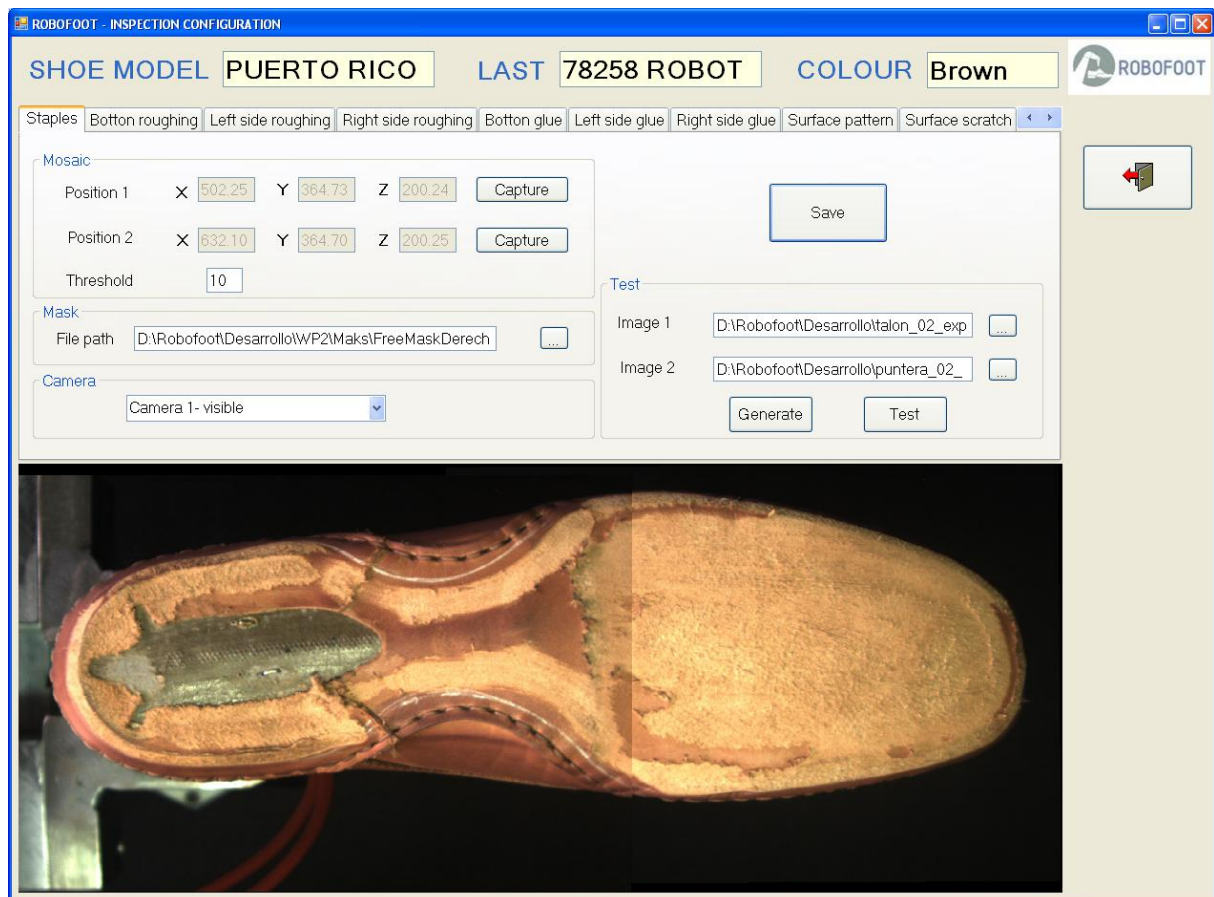 ROBOFOOT - INSPECTION CONFIGURATION
SHOE MODEL PUERTO RICO LAST 78258 ROBOT COLOUR Brown
ROBOFOOT
Staples Botton roughing Left side roughing Right side roughing Botton glue Left side glue Right side glue Surface pattern Surface scratch
Mosaic
Position 1 X 502.25 Y 364.73 Z 200.24 Capture
Position 2 X 632.10 Y 364.70 Z 200.25 Capture
Threshold 10
Save
Mask
File path D:\Robofoot\Desarrollo\WP2\Maks\FreeMaskDerech ...
Camera
Camera 1- visible
Test
Image 1 D:\Robofoot\Desarrollo\talon_02_exp ...
Image 2 D:\Robofoot\Desarrollo\puntera_02_ ...
Generate Test